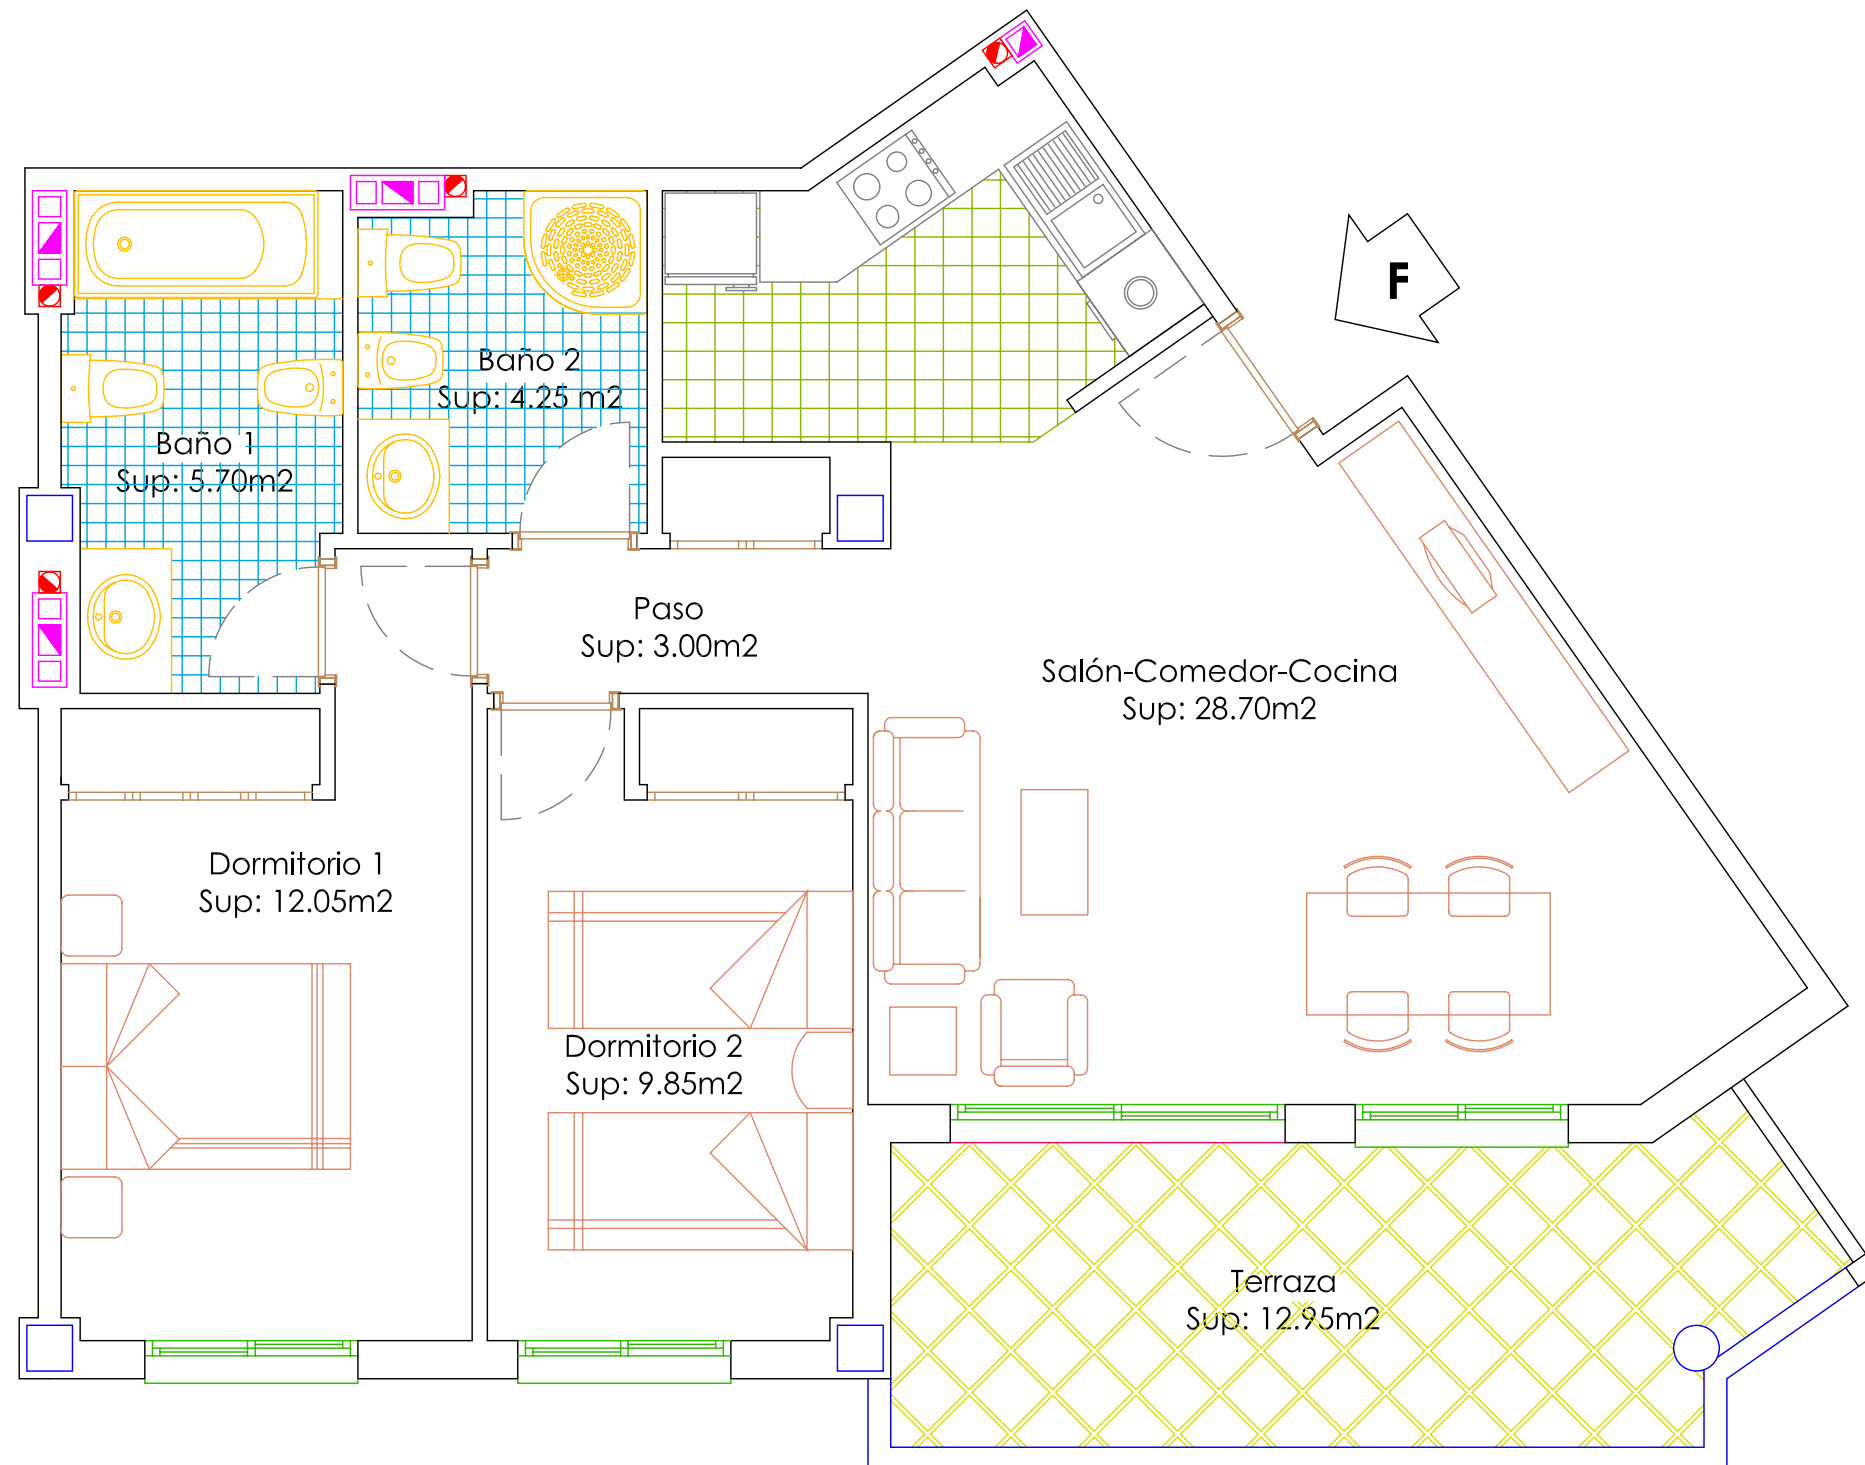 F
Baño 2
Sup: 4.25 m2
Baño 1
Sup: 5.70m2
Paso
Sup: 3.00m2
Salón-Comedor-Cocina
Sup: 28.70m2
Dormitorio 1
Sup: 12.05m2
Dormitorio 2
Sup: 9.85m2
Terraza
Sup: 12.95m2